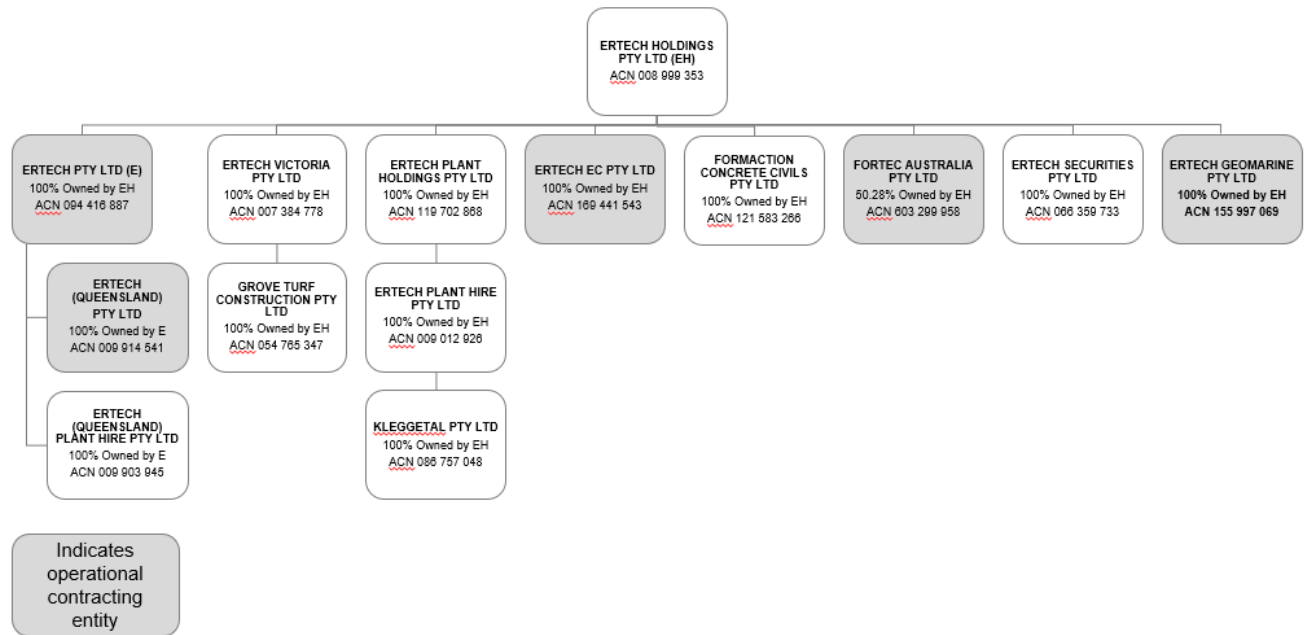 ERTECH HOLDINGS
PTY LTD (EH)
ACN 008 999 353
ERTECH PTY LTD (E)
100% Owned by EH
ACN 094 416 887
ERTECH VICTORIA
PTY LTD
100% Owned by EH
ACN 007 384 778
ERTECH PLANT
HOLDINGS PTY LTD
100% Owned by EH
ACN 119 702 868
ERTECH EC PTY LTD
100% Owned by EH
ACN 169 441 543
FORMACTION
CONCRETE CIVILS
PTY LTD
100% Owned by EH
ACN 121 583 266
FORTEC AUSTRALIA
PTY LTD
50.28% Owned by EH
ACN 603 299 958
ERTECH SECURITIES
PTY LTD
100% Owned by EH
ACN 066 359 733
ERTECH GEOMARINE
PTY LTD
100% Owned by EH
ACN 155 997 069
ERTECH
(QUEENSLAND)
PTY LTD
100% Owned by E
ACN 009 914 541
GROVE TURF
CONSTRUCTION PTY
LTD
100% Owned by EH
ACN 054 765 347
ERTECH PLANT HIRE
PTY LTD
100% Owned by EH
ACN 009 012 926
ERTECH
(QUEENSLAND)
PLANT HIRE PTY LTD
100% Owned by E
ACN 009 903 945
KLEGGETAL PTY LTD
100% Owned by EH
ACN 086 757 048
Indicates
operational
contracting
entity